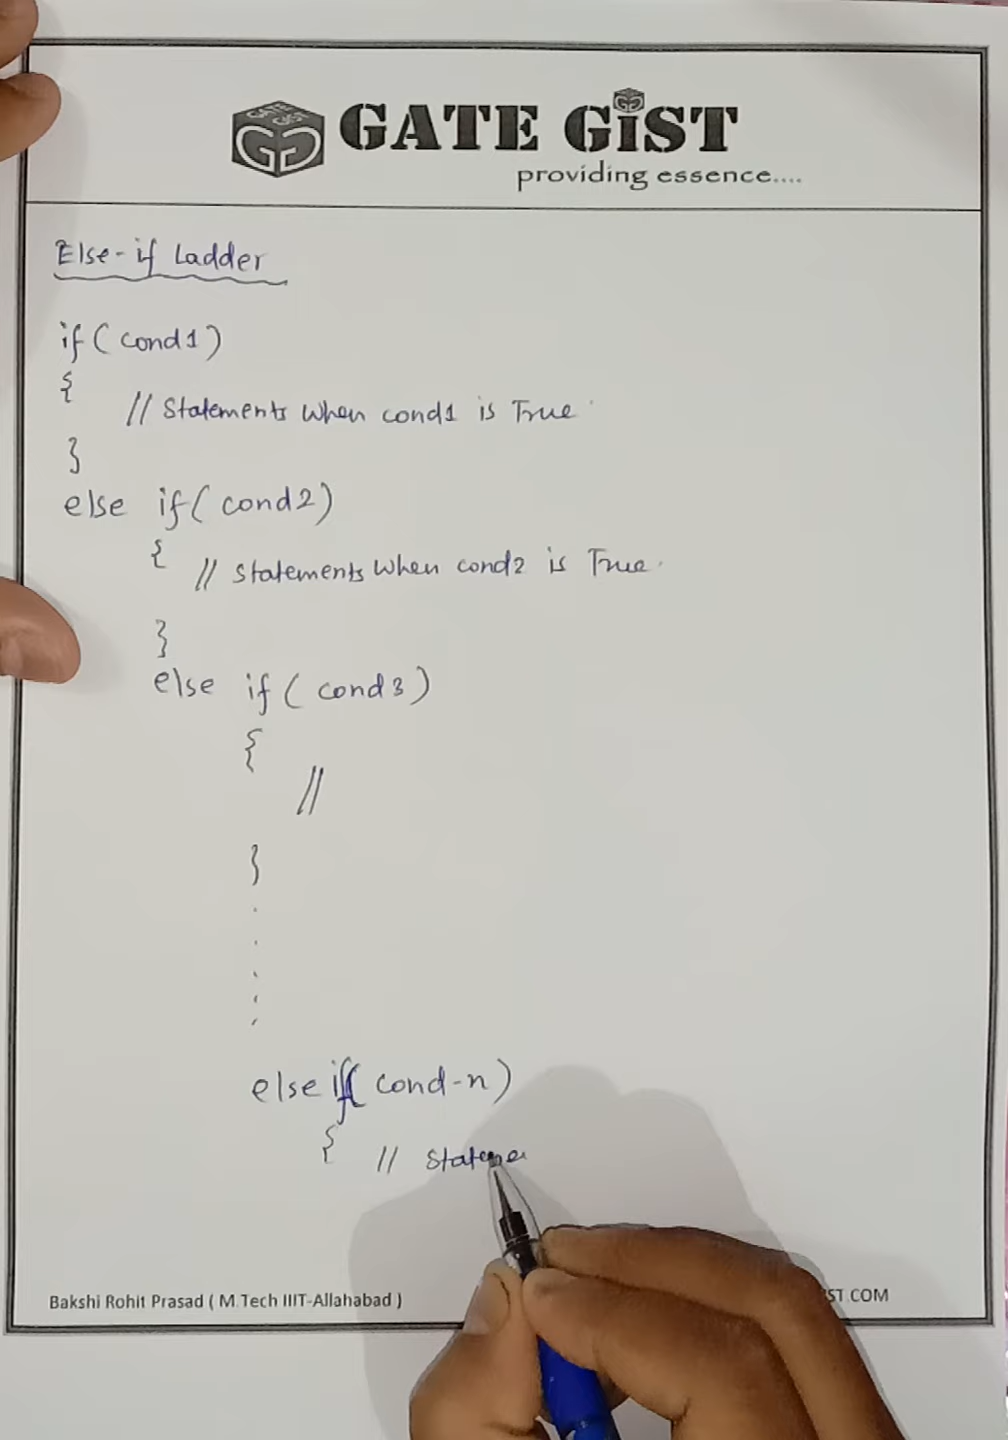 GATE GiST
providing essence....
Else-if Ladder
if (cond1)
{
// Statements when cond1 is True
}
else if (cond2)
{
// Statements when cond2 is True.
}
else if (cond3)
{
//
}
.
.
.
.
.
else if (cond-n)
{
// Stateme
Bakshi Rohit Prasad ( M.Tech IIIT-Allahabad )
ST.COM